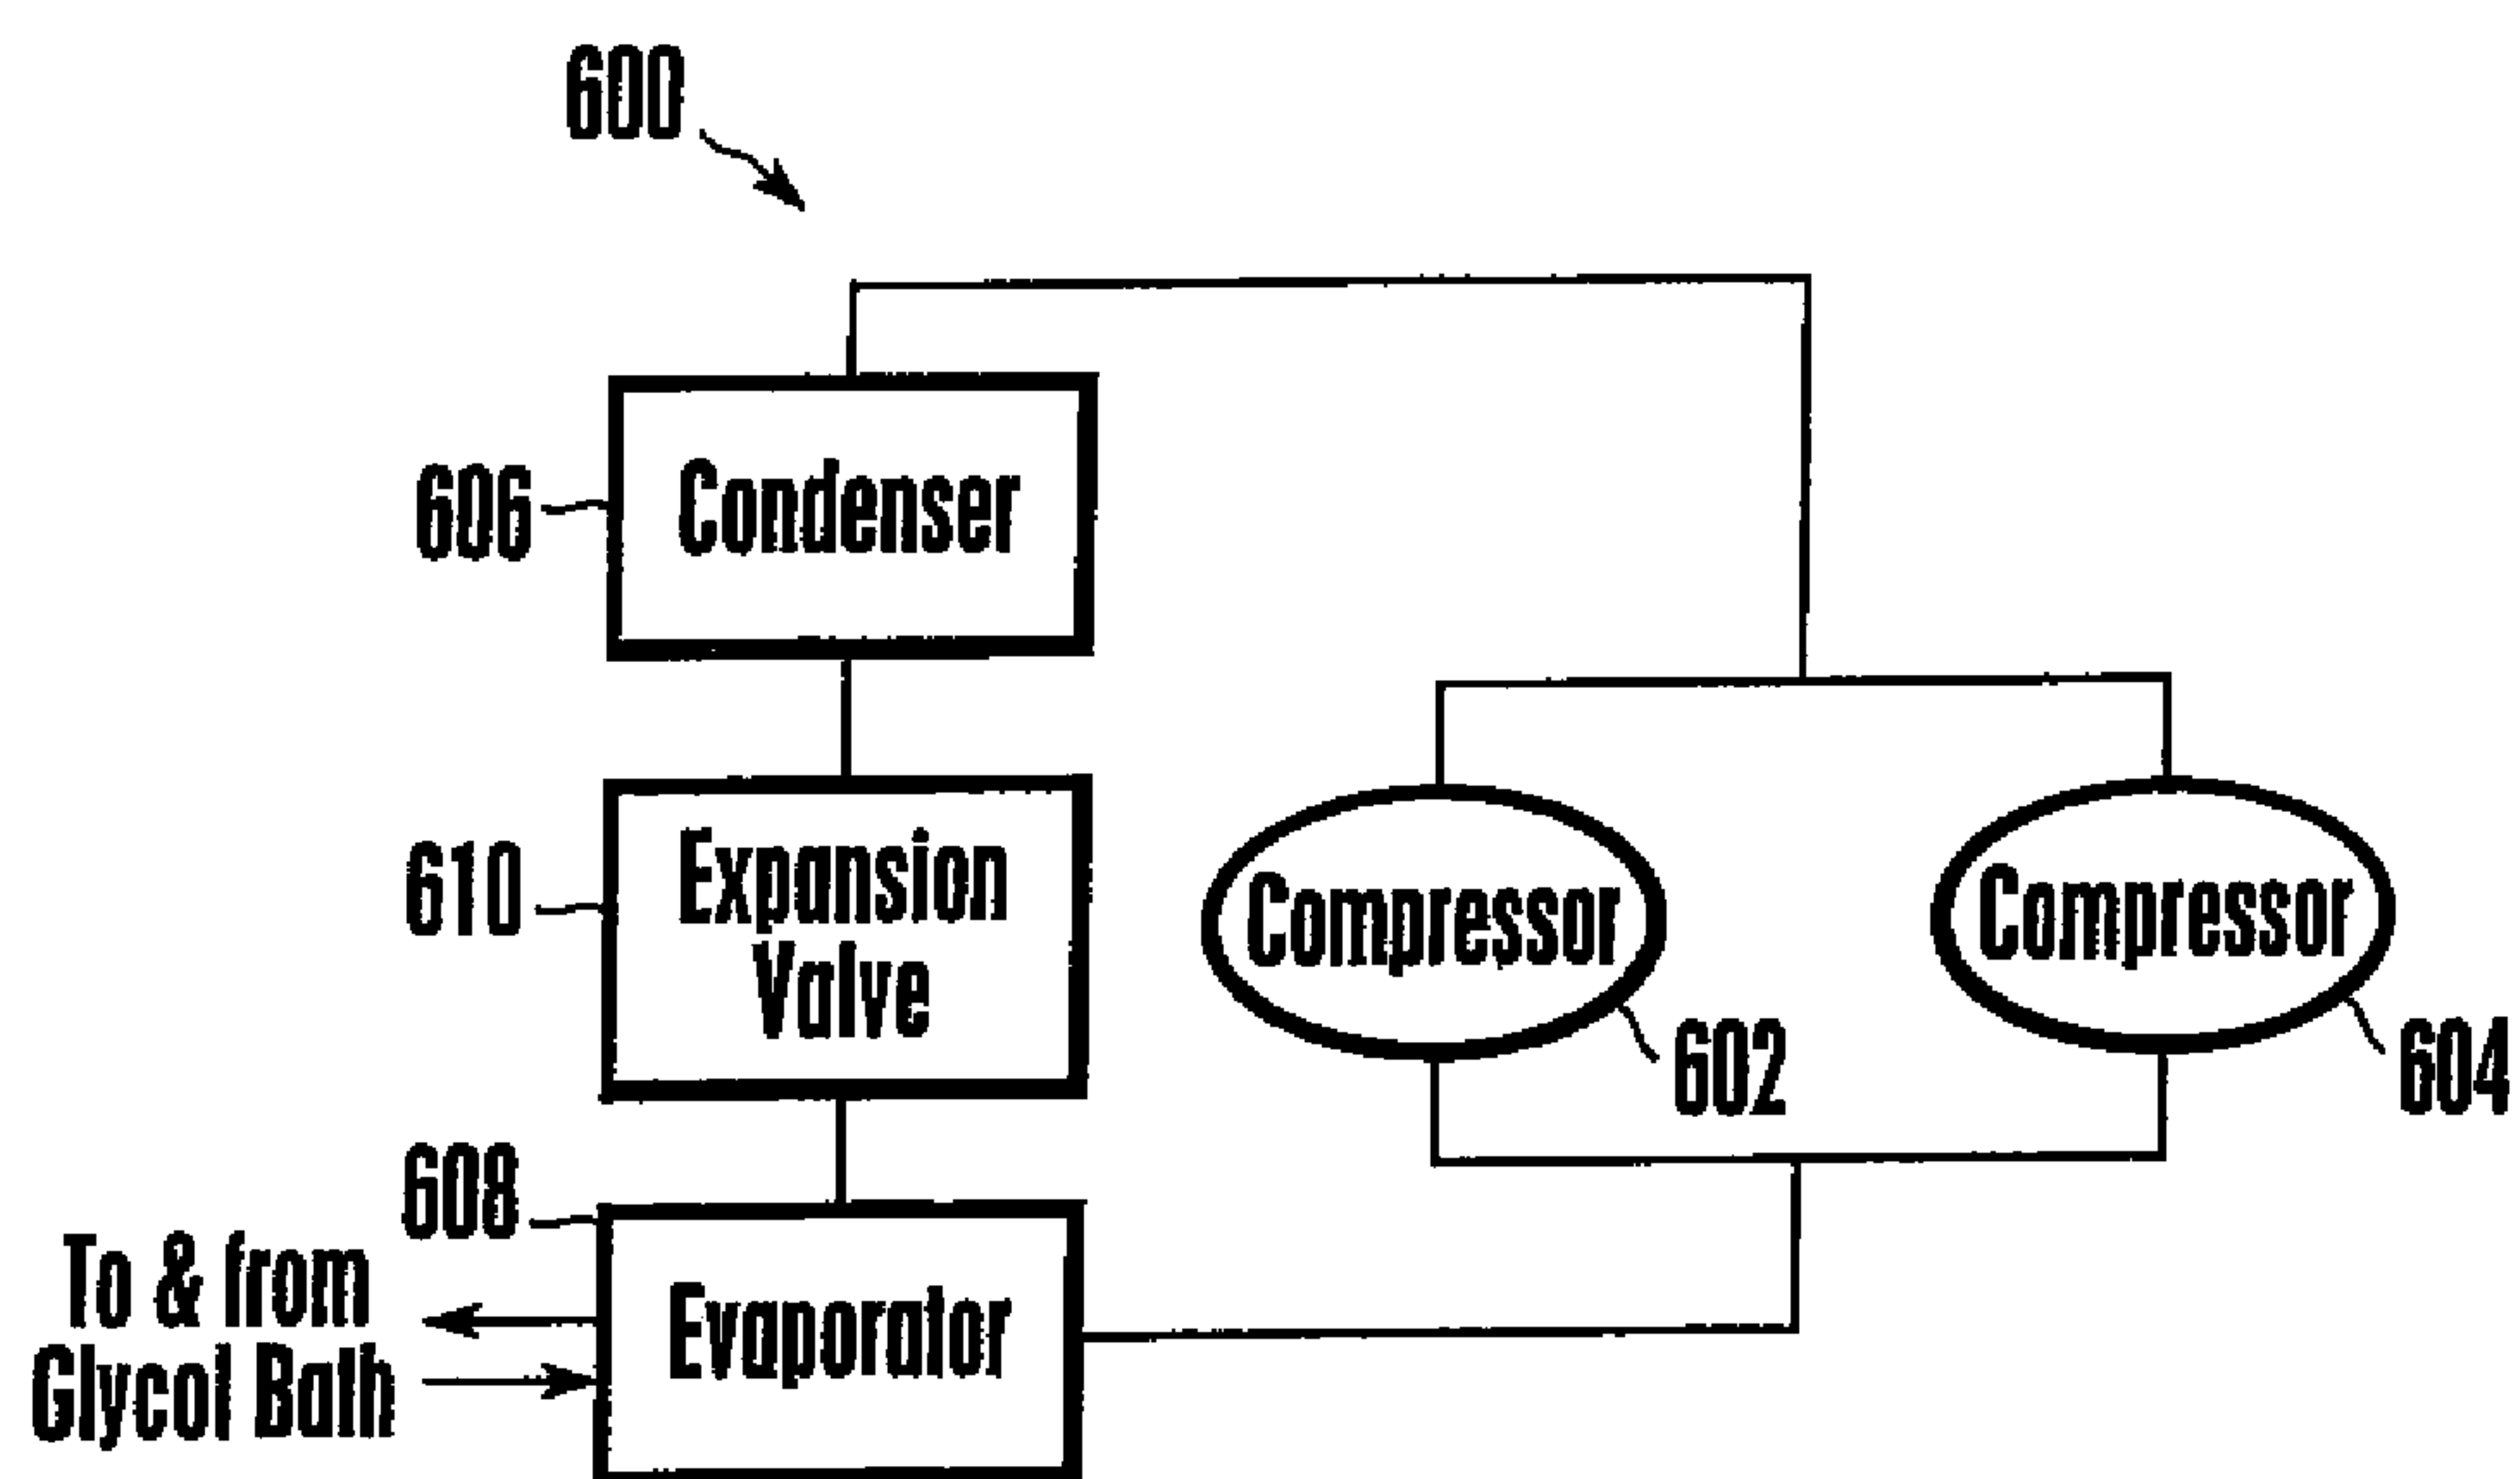 600
606
Condenser
610
Expansion
Valve
Compressor
602
Compressor
604
608
To & from
Glycol Bath
Evaporator